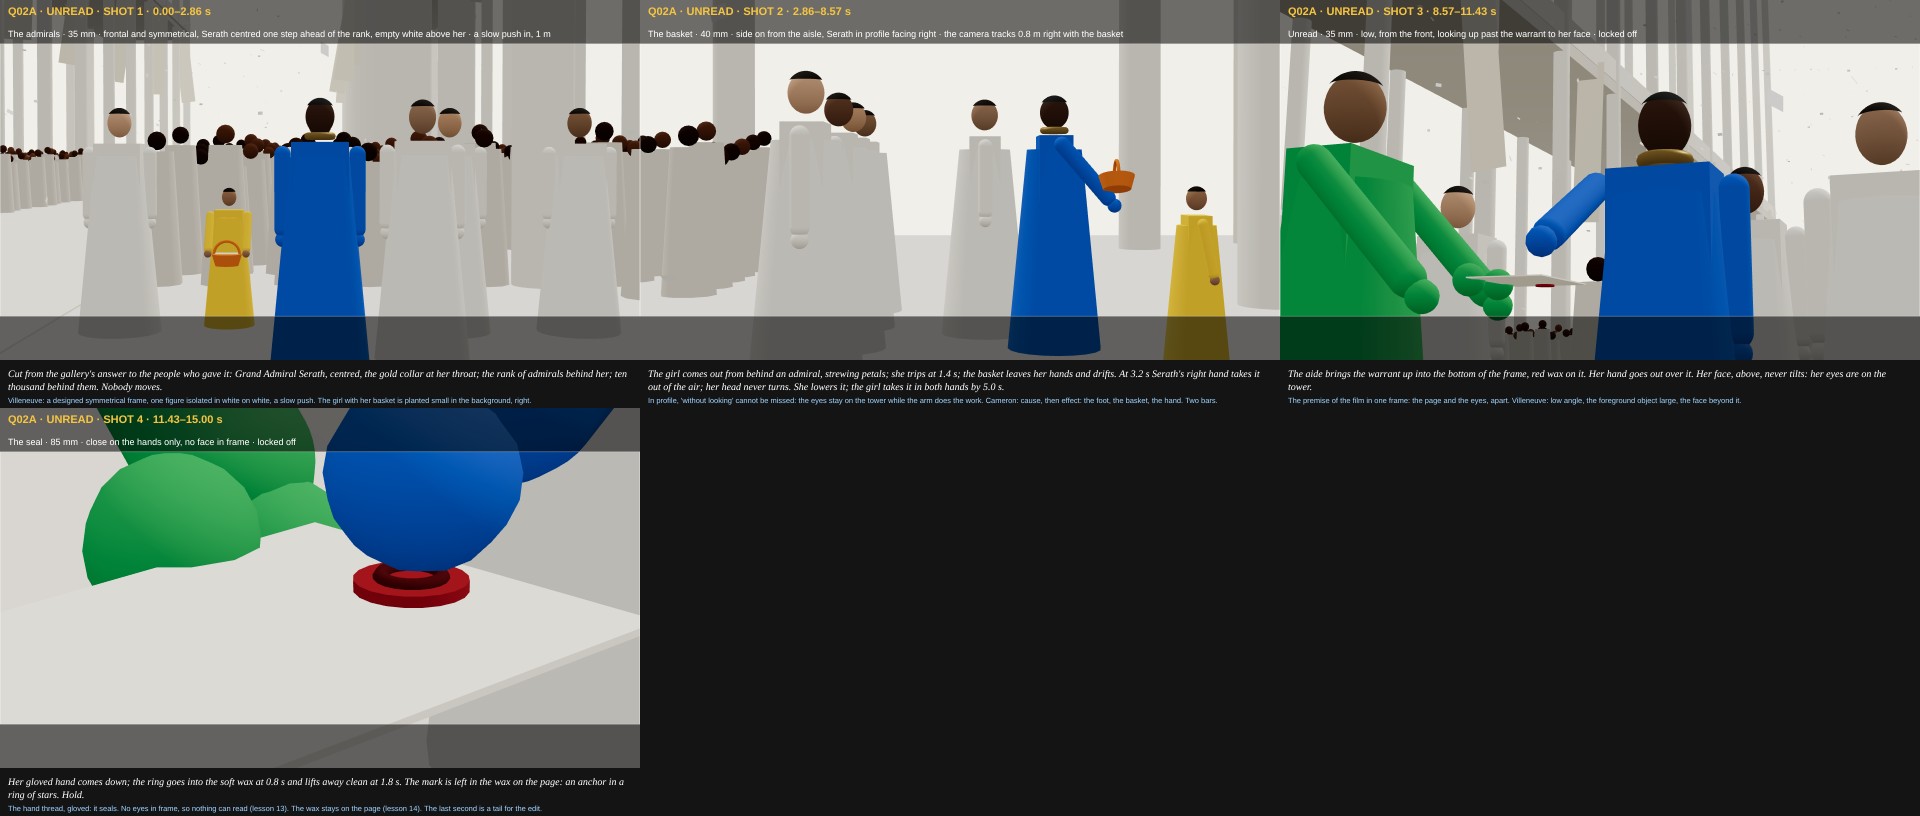 Q02A · UNREAD · SHOT 1 · 0.00–2.86 s
The admirals · 35 mm · frontal and symmetrical, Serath centred one step ahead of the rank, empty white above her · a slow push in, 1 m
Cut from the gallery's answer to the people who gave it: Grand Admiral Serath, centred, the gold collar at her throat; the rank of admirals behind her; ten
thousand behind them. Nobody moves.
Villeneuve: a designed symmetrical frame, one figure isolated in white on white, a slow push. The girl with her basket is planted small in the background, right.
Q02A · UNREAD · SHOT 2 · 2.86–8.57 s
The basket · 40 mm · side on from the aisle, Serath in profile facing right · the camera tracks 0.8 m right with the basket
The girl comes out from behind an admiral, strewing petals; she trips at 1.4 s; the basket leaves her hands and drifts. At 3.2 s Serath's right hand takes it
out of the air; her head never turns. She lowers it; the girl takes it in both hands by 5.0 s.
In profile, 'without looking' cannot be missed: the eyes stay on the tower while the arm does the work. Cameron: cause, then effect: the foot, the basket, the hand. Two bars.
Q02A · UNREAD · SHOT 3 · 8.57–11.43 s
Unread · 35 mm · low, from the front, looking up past the warrant to her face · locked off
The aide brings the warrant up into the bottom of the frame, red wax on it. Her hand goes out over it. Her face, above, never tilts: her eyes are on the
tower.
The premise of the film in one frame: the page and the eyes, apart. Villeneuve: low angle, the foreground object large, the face beyond it.
Q02A · UNREAD · SHOT 4 · 11.43–15.00 s
The seal · 85 mm · close on the hands only, no face in frame · locked off
Her gloved hand comes down; the ring goes into the soft wax at 0.8 s and lifts away clean at 1.8 s. The mark is left in the wax on the page: an anchor in a
ring of stars. Hold.
The hand thread, gloved: it seals. No eyes in frame, so nothing can read (lesson 13). The wax stays on the page (lesson 14). The last second is a tail for the edit.